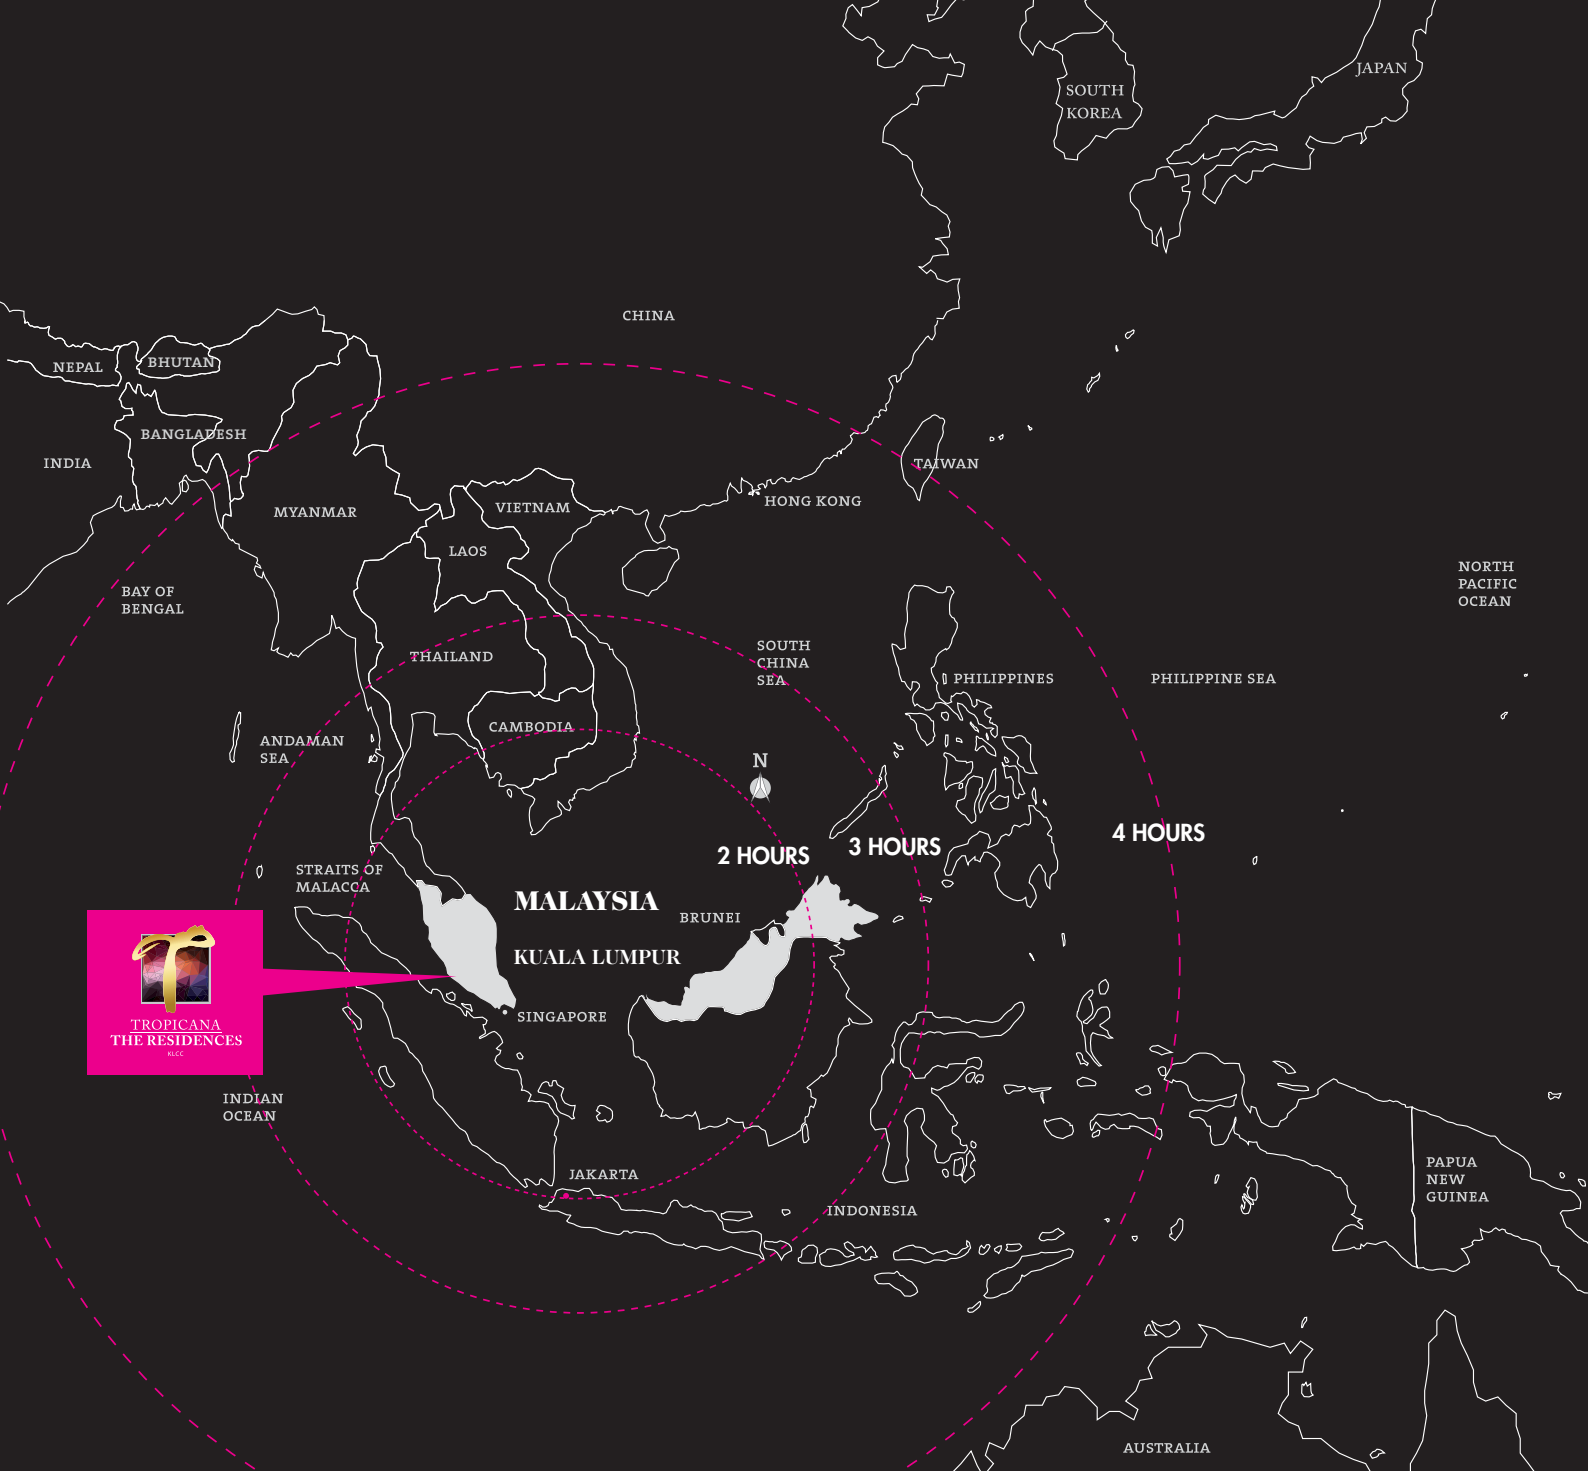 JAPAN
SOUTH
KOREA
CHINA
NEPAL
BHUTAN
BANGLADESH
INDIA
TAIWAN
HONG KONG
MYANMAR
VIETNAM
LAOS
BAY OF
BENGAL
NORTH
PACIFIC
OCEAN
THAILAND
SOUTH
CHINA
SEA
PHILIPPINES
PHILIPPINE SEA
CAMBODIA
ANDAMAN
SEA
N
2 HOURS
3 HOURS
4 HOURS
STRAITS OF
MALACCA
MALAYSIA
BRUNEI
KUALA LUMPUR
SINGAPORE
T
TROPICANA
THE RESIDENCES
KLCC
INDIAN
OCEAN
JAKARTA
INDONESIA
PAPUA
NEW
GUINEA
AUSTRALIA